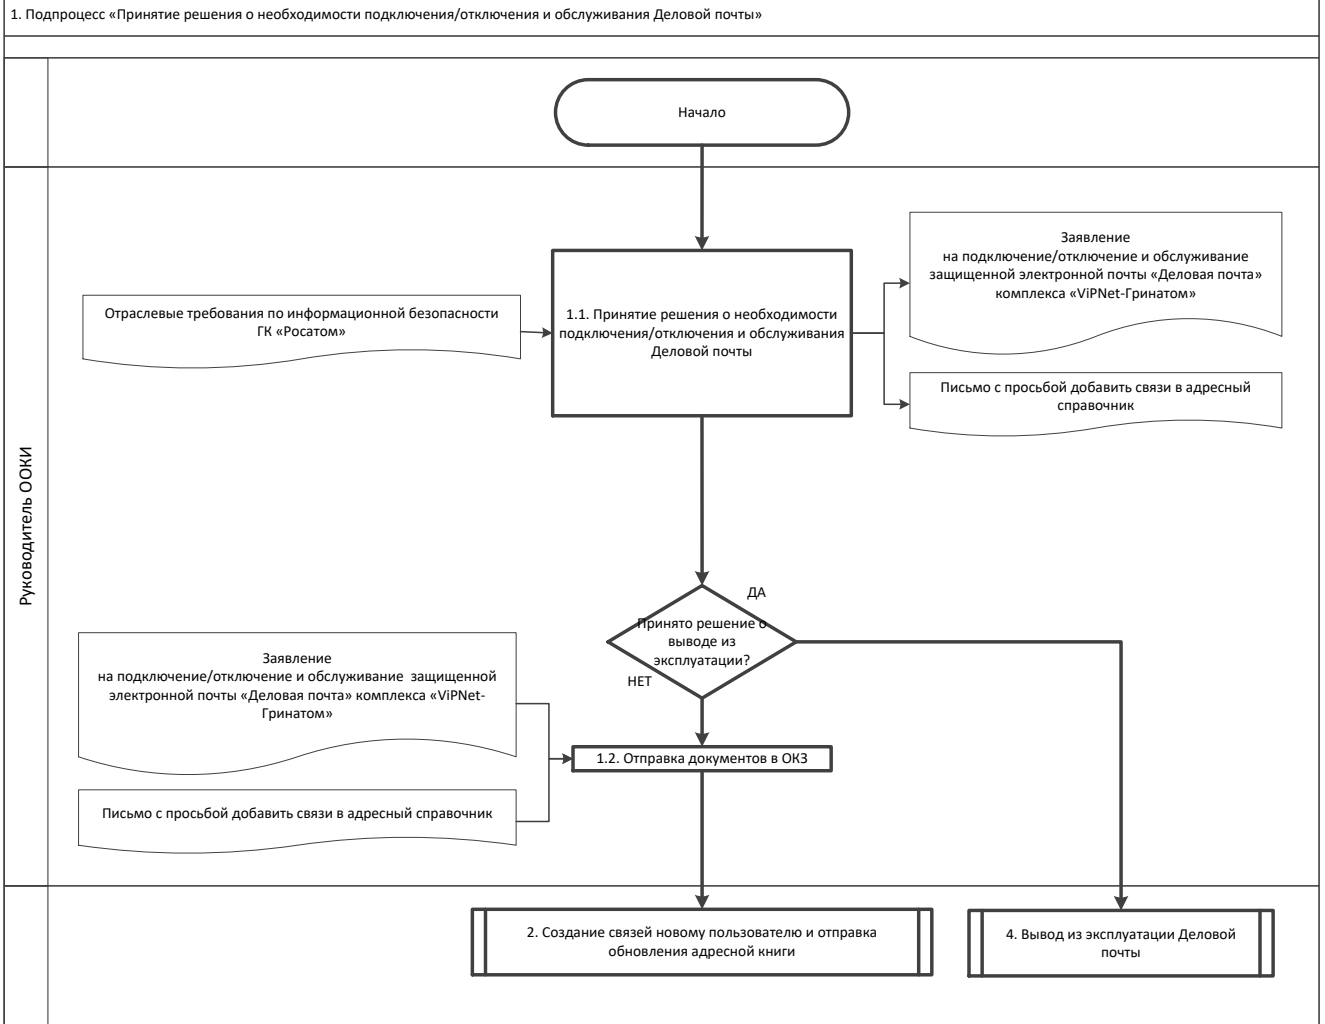 1. Подпроцесс «Принятие решения о необходимости подключения/отключения и обслуживания Деловой почты»
Начало
Руководитель ООКИ
Отраслевые требования по информационной безопасности
ГК «Росатом»
1.1. Принятие решения о необходимости
подключения/отключения и обслуживания
Деловой почты
Заявление
на подключение/отключение и обслуживание
защищенной электронной почты «Деловая почта»
комплекса «ViPNet-Гринатом»
Письмо с просьбой добавить связи в адресный
справочник
ДА
Принято решение о
выводе из
эксплуатации?
НЕТ
Заявление
на подключение/отключение и обслуживание защищенной
электронной почты «Деловая почта» комплекса «ViPNet-
Гринатом»
1.2. Отправка документов в ОКЗ
Письмо с просьбой добавить связи в адресный справочник
2. Создание связей новому пользователю и отправка
обновления адресной книги
4. Вывод из эксплуатации Деловой
почты